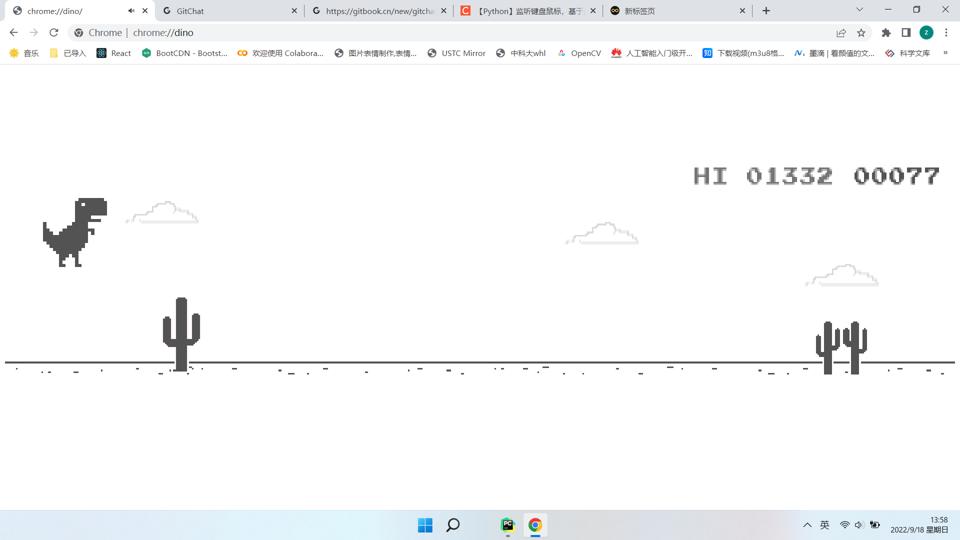 chrome://dino/
GitChat
https://gitbook.cn/new/gitcha
【Python】监听键盘鼠标，基于
新标签页
Chrome | chrome://dino
z
音乐
已导入
React
BootCDN - Bootst...
欢迎使用 Colabora...
图片表情制作,表情...
USTC Mirror
中科大whl
OpenCV
人工智能入门级开...
知
下载视频(m3u8格...
墨滴 | 看颜值的文...
科学文库
»
HI 01332 00077
PC
英
13:58
2022/9/18 星期日